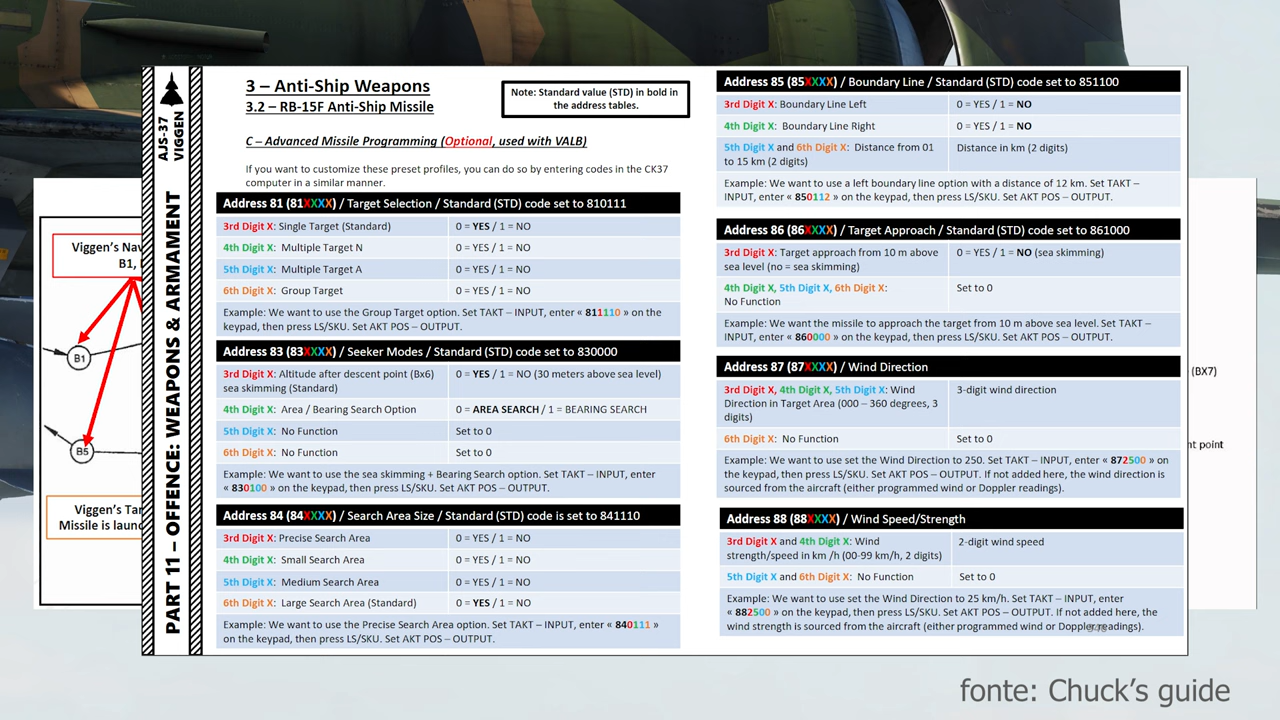 AJS-37
VIGGEN
PART 11 – OFFENCE: WEAPONS & ARMAMENT
3 – Anti-Ship Weapons
3.2 – RB-15F Anti-Ship Missile
Note: Standard value (STD) in bold in
the address tables.
C – Advanced Missile Programming (Optional, used with VALB)
If you want to customize these preset profiles, you can do so by entering codes in the CK37
computer in a similar manner.
Address 81 (81XXXX) / Target Selection / Standard (STD) code set to 810111
3rd Digit X: Single Target (Standard) 0 = YES / 1 = NO
4th Digit X: Multiple Target N 0 = YES / 1 = NO
5th Digit X: Multiple Target A 0 = YES / 1 = NO
6th Digit X: Group Target 0 = YES / 1 = NO
Example: We want to use the Group Target option. Set TAKT – INPUT, enter « 811110 » on the
keypad, then press LS/SKU. Set AKT POS – OUTPUT.
Address 83 (83XXXX) / Seeker Modes / Standard (STD) code set to 830000
3rd Digit X: Altitude after descent point (Bx6) 0 = YES / 1 = NO (30 meters above sea level)
sea skimming (Standard)
4th Digit X: Area / Bearing Search Option 0 = AREA SEARCH / 1 = BEARING SEARCH
5th Digit X: No Function Set to 0
6th Digit X: No Function Set to 0
Example: We want to use the sea skimming + Bearing Search option. Set TAKT – INPUT, enter
« 830100 » on the keypad, then press LS/SKU. Set AKT POS – OUTPUT.
Address 84 (84XXXX) / Search Area Size / Standard (STD) code is set to 841110
3rd Digit X: Precise Search Area 0 = YES / 1 = NO
4th Digit X: Small Search Area 0 = YES / 1 = NO
5th Digit X: Medium Search Area 0 = YES / 1 = NO
6th Digit X: Large Search Area (Standard) 0 = YES / 1 = NO
Example: We want to use the Precise Search Area option. Set TAKT – INPUT, enter « 840111 »
on the keypad, then press LS/SKU. Set AKT POS – OUTPUT.
Address 85 (85XXXX) / Boundary Line / Standard (STD) code set to 851100
3rd Digit X: Boundary Line Left 0 = YES / 1 = NO
4th Digit X: Boundary Line Right 0 = YES / 1 = NO
5th Digit X and 6th Digit X: Distance from 01 Distance in km (2 digits)
to 15 km (2 digits)
Example: We want to use a left boundary line option with a distance of 12 km. Set TAKT –
INPUT, enter « 850112 » on the keypad, then press LS/SKU. Set AKT POS – OUTPUT.
Address 86 (86XXXX) / Target Approach / Standard (STD) code set to 861000
3rd Digit X: Target approach from 10 m above 0 = YES / 1 = NO (sea skimming)
sea level (no = sea skimming)
4th Digit X, 5th Digit X, 6th Digit X: Set to 0
No Function
Example: We want the missile to approach the target from 10 m above sea level. Set TAKT –
INPUT, enter « 860000 » on the keypad, then press LS/SKU. Set AKT POS – OUTPUT.
Address 87 (87XXXX) / Wind Direction
3rd Digit X, 4th Digit X, 5th Digit X: Wind 3-digit wind direction
Direction in Target Area (000 – 360 degrees, 3
digits)
6th Digit X: No Function Set to 0
Example: We want to use set the Wind Direction to 250. Set TAKT – INPUT, enter « 872500 » on
the keypad, then press LS/SKU. Set AKT POS – OUTPUT. If not added here, the wind direction is
sourced from the aircraft (either programmed wind or Doppler readings).
Address 88 (88XXXX) / Wind Speed/Strength
3rd Digit X and 4th Digit X: Wind 2-digit wind speed
strength/speed in km /h (00-99 km/h, 2 digits)
5th Digit X and 6th Digit X: No Function Set to 0
Example: We want to use set the Wind Direction to 25 km/h. Set TAKT – INPUT, enter
« 882500 » on the keypad, then press LS/SKU. Set AKT POS – OUTPUT. If not added here, the
wind strength is sourced from the aircraft (either programmed wind or Doppler readings).
Viggen's Nav
B1,
B1
B5
Viggen's Tar
Missile is laun
(BX7)
nt point
fonte: Chuck's guide